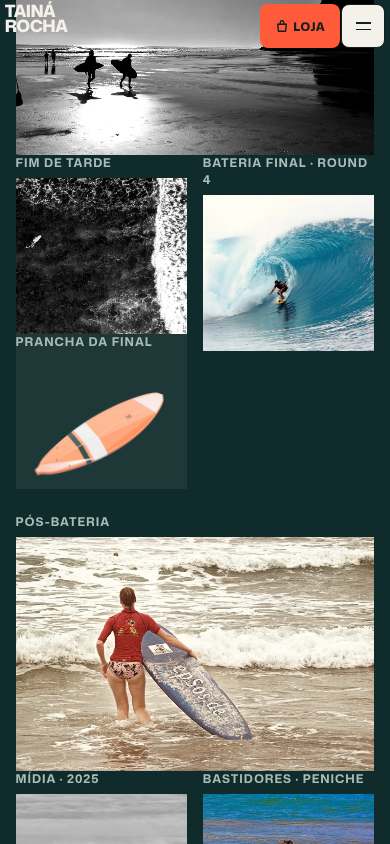 TAINÁ
ROCHA
LOJA
FIM DE TARDE
BATERIA FINAL · ROUND
4
PRANCHA DA FINAL
PÓS-BATERIA
MÍDIA · 2025
BASTIDORES · PENICHE